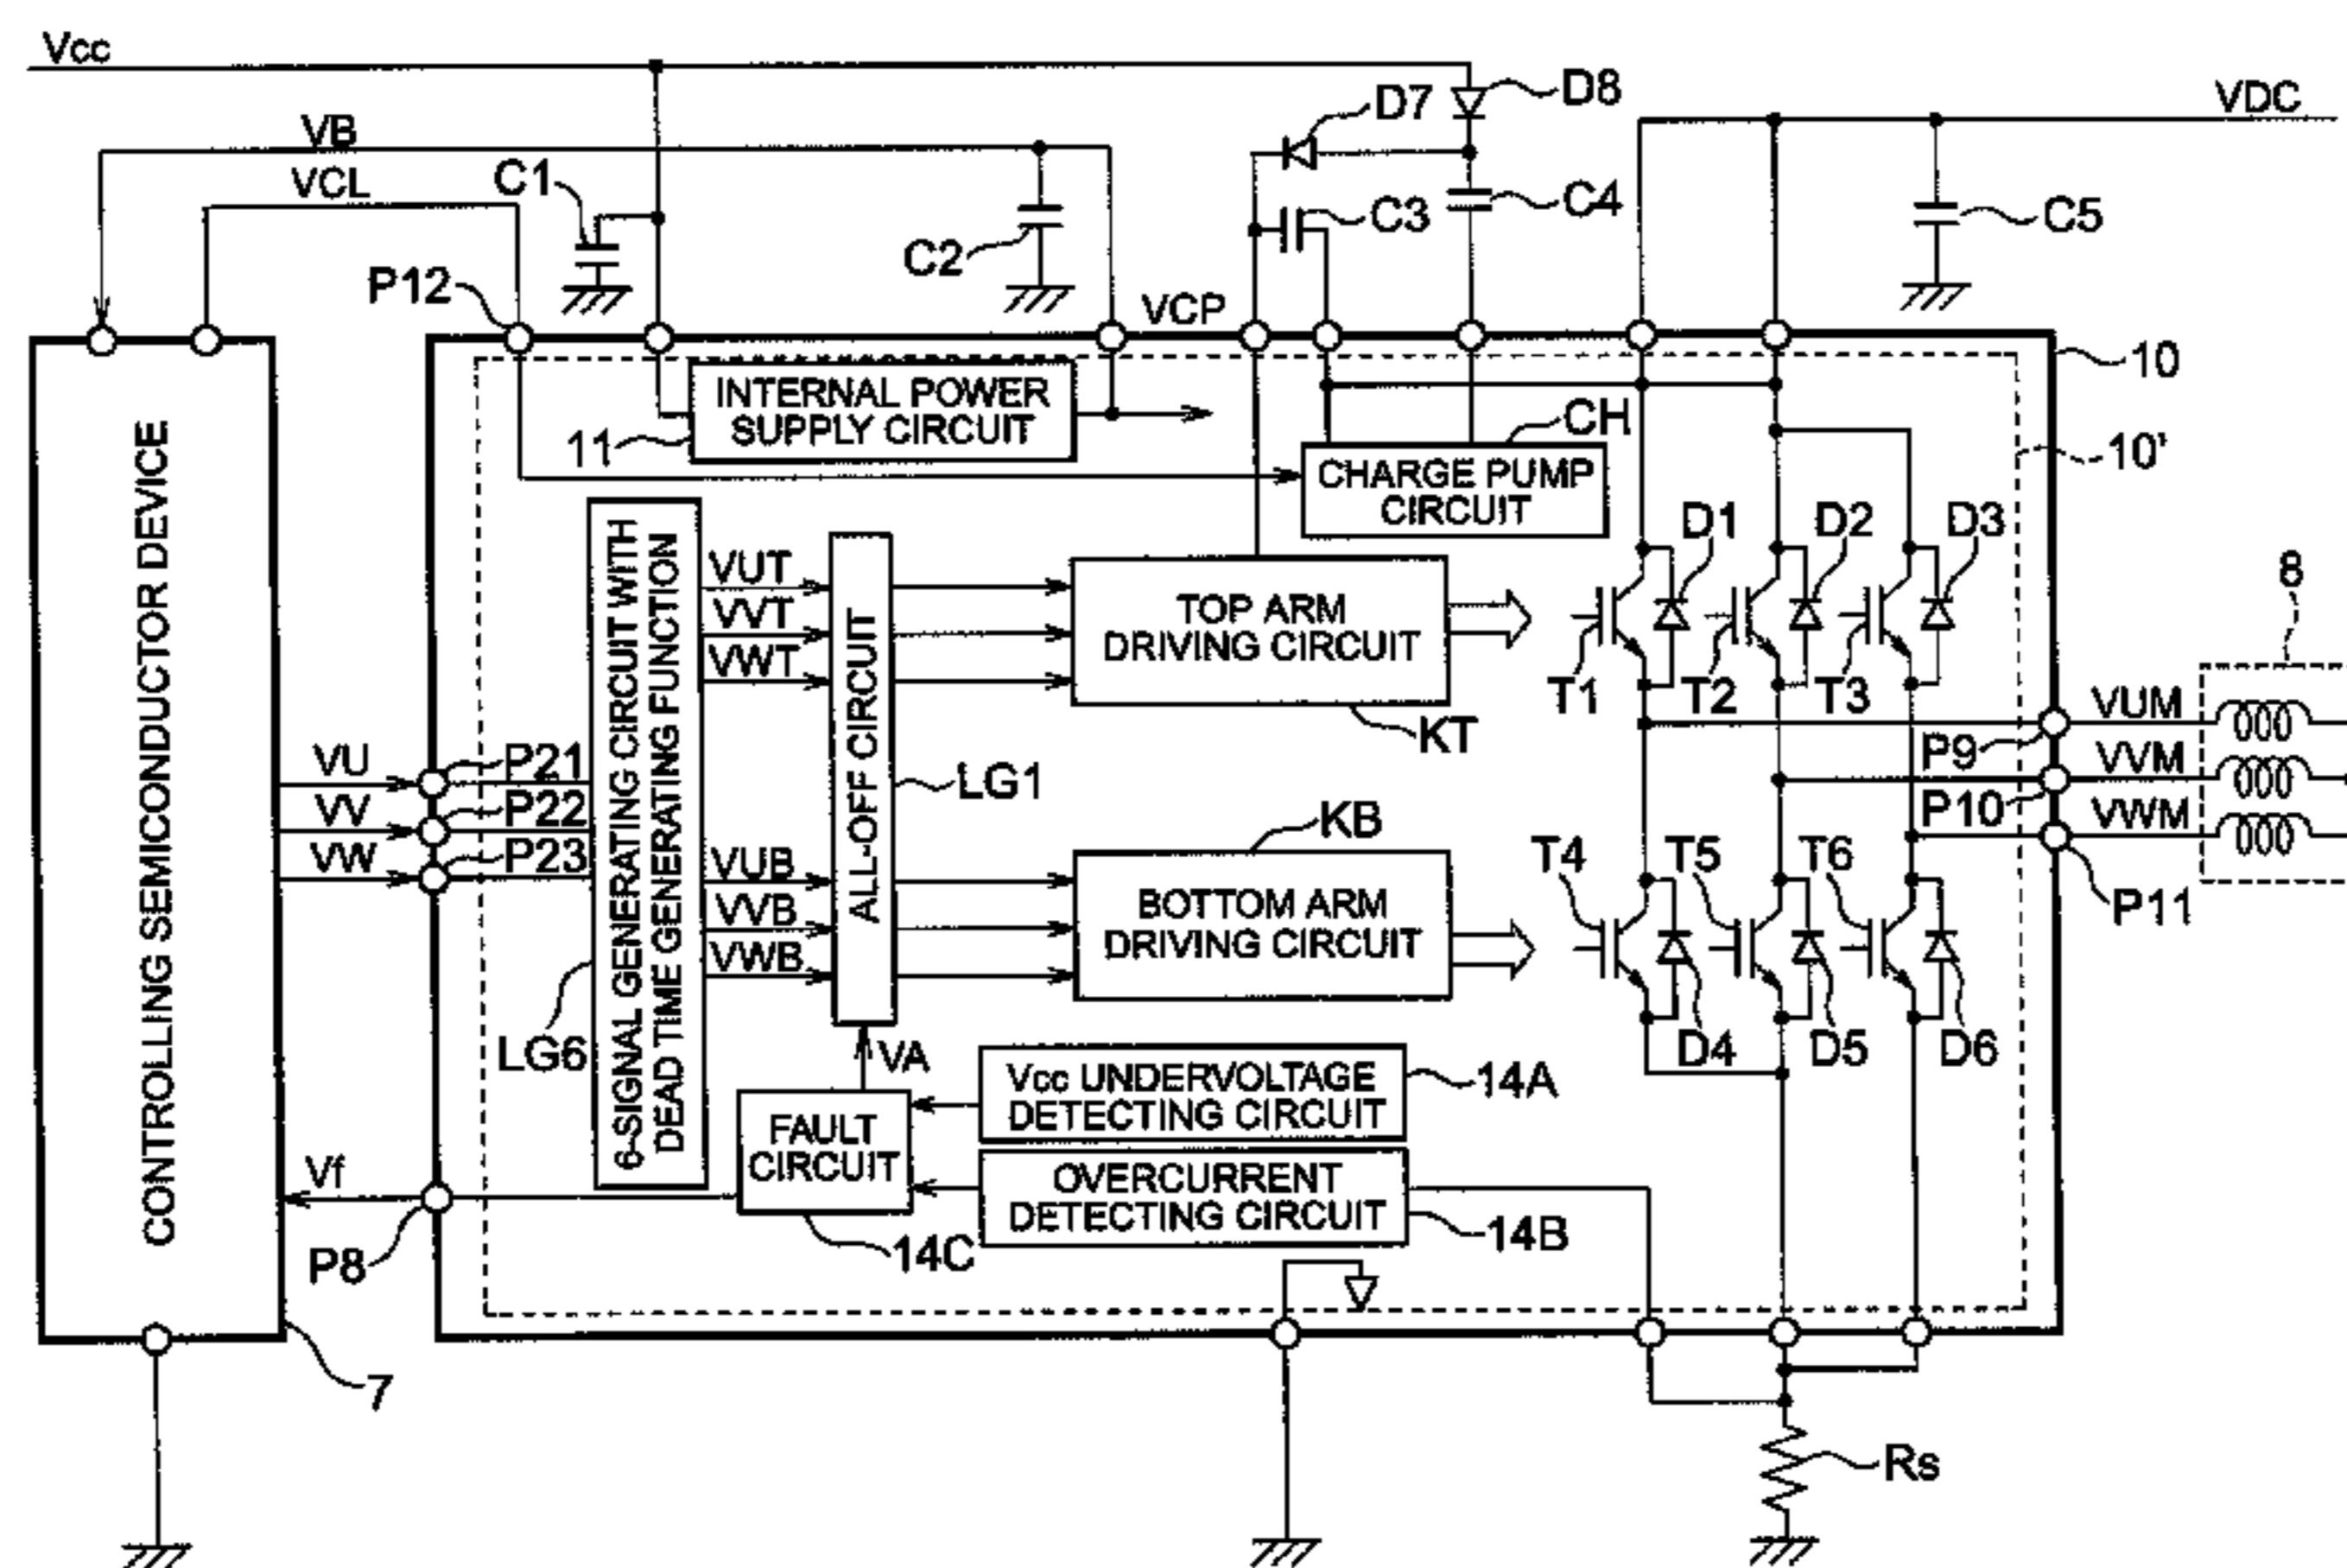 Vcc
VB
VCL
C1
P12
C2
D7
D8
C3
C4
VCP
VDC
C5
10
10'
INTERNAL POWER
SUPPLY CIRCUIT
11
CH
CHARGE PUMP
CIRCUIT
CONTROLLING SEMICONDUCTOR DEVICE
6-SIGNAL GENERATING CIRCUIT WITH
DEAD TIME GENERATING FUNCTION
VUT
VVT
VWT
ALL-OFF CIRCUIT
TOP ARM
DRIVING CIRCUIT
KT
D1
D2
D3
T1
T2
T3
8
VUM
P9
VVM
P10
VWM
P11
VU
P21
VV
P22
VW
P23
LG1
KB
VUB
VVB
VWB
BOTTOM ARM
DRIVING CIRCUIT
T4
T5
T6
D4
D5
D6
LG6
VA
Vcc UNDERVOLTAGE
DETECTING CIRCUIT
14A
FAULT
CIRCUIT
OVERCURRENT
DETECTING CIRCUIT
14B
14C
Vf
P8
7
Rs